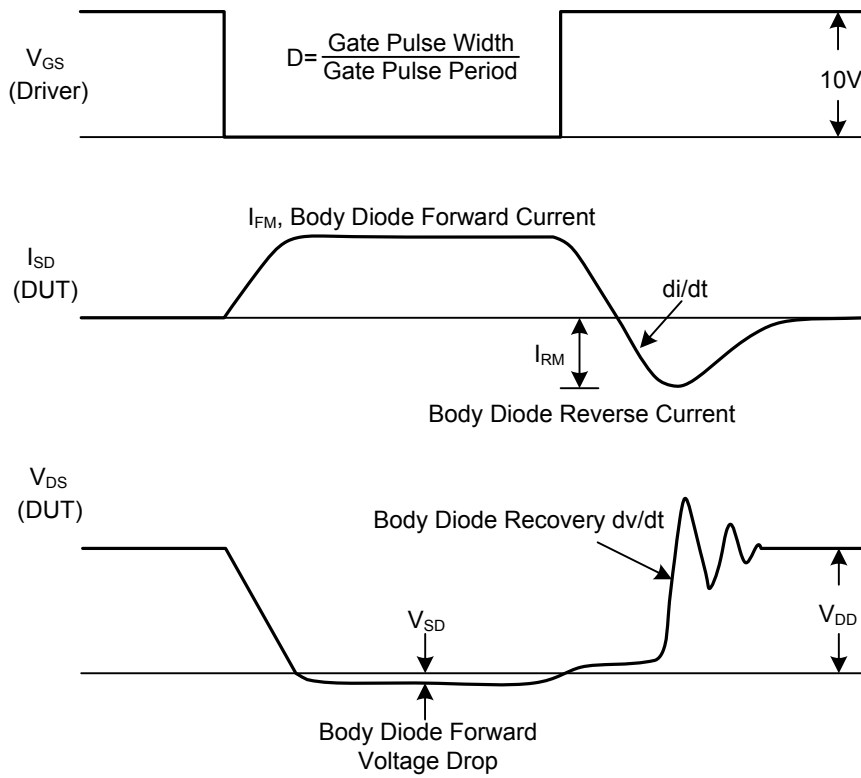 V_GS
(Driver)
D= Gate Pulse Width
Gate Pulse Period
10V
I_FM, Body Diode Forward Current
I_SD
(DUT)
di/dt
I_RM
Body Diode Reverse Current
V_DS
(DUT)
Body Diode Recovery dv/dt
V_SD
V_DD
Body Diode Forward
Voltage Drop